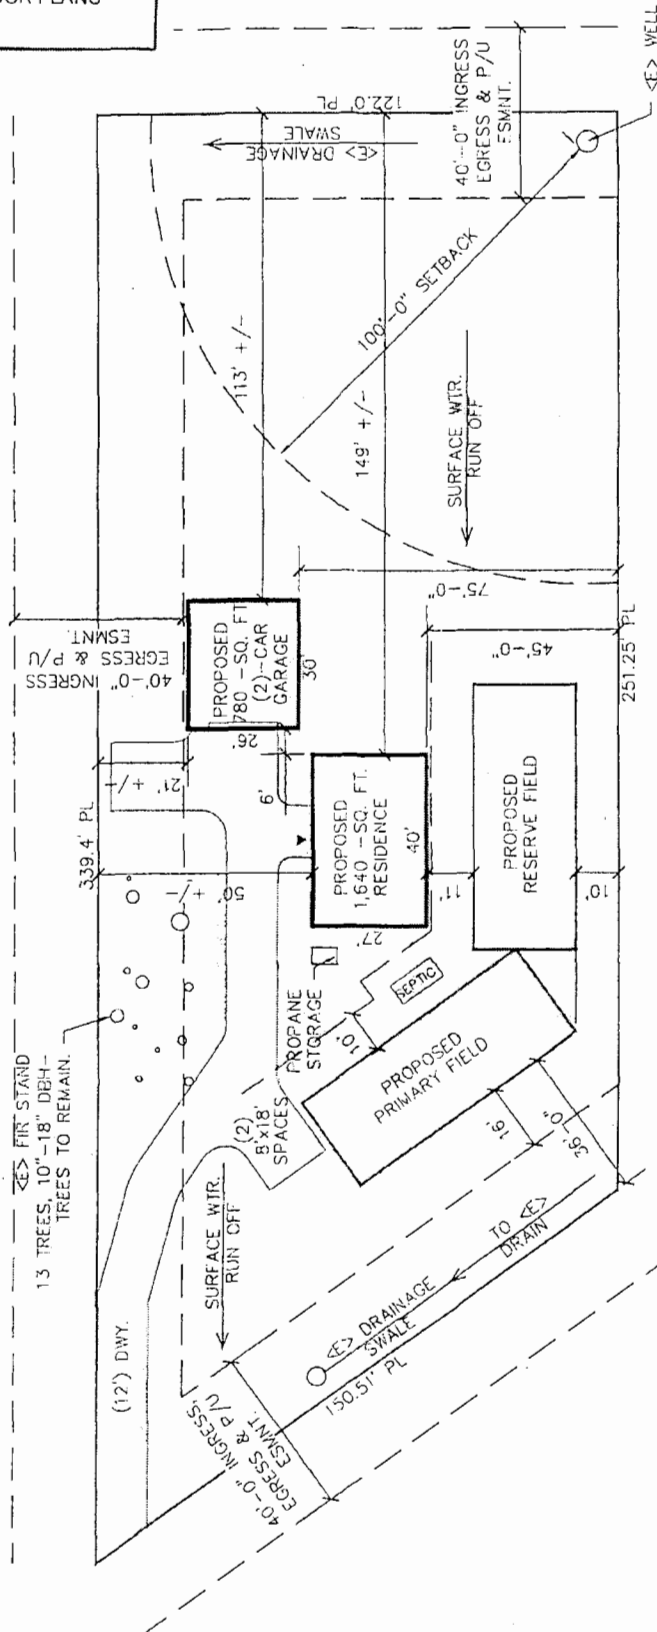 <E> WELL
122.0' PL
<E> DRAINAGE
SWALE
40'-0" INGRESS
EGRESS & P/U
ESMNT.
100'-0" SETBACK
113' +/-
149' +/-
SURFACE WTR.
RUN OFF
75'-0"
45'-0"
251.25' PL
40'-0" INGRESS
EGRESS & P/U
ESMNT.
PROPOSED
780 -SQ. FT.
(2)-CAR
GARAGE
30'
26'
21' +/-
339.4' PL
6'
50' +/-
PROPOSED
1,640 -SQ. FT.
RESIDENCE
40'
27'
11'
PROPOSED
RESERVE FIELD
10'
PROPANE
STORAGE
SEPTIC
10'
PROPOSED
PRIMARY FIELD
16'
36'-0"
<E> FIR STAND
13 TREES, 10"-18" DBH-
TREES TO REMAIN.
(2)
8'x18'
SPACES
SURFACE WTR.
RUN OFF
(12') DWY.
TO <E>
DRAIN
<E> DRAINAGE
SWALE
150.51' PL
40'-0" INGRESS,
EGRESS & P/U
ESMNT.